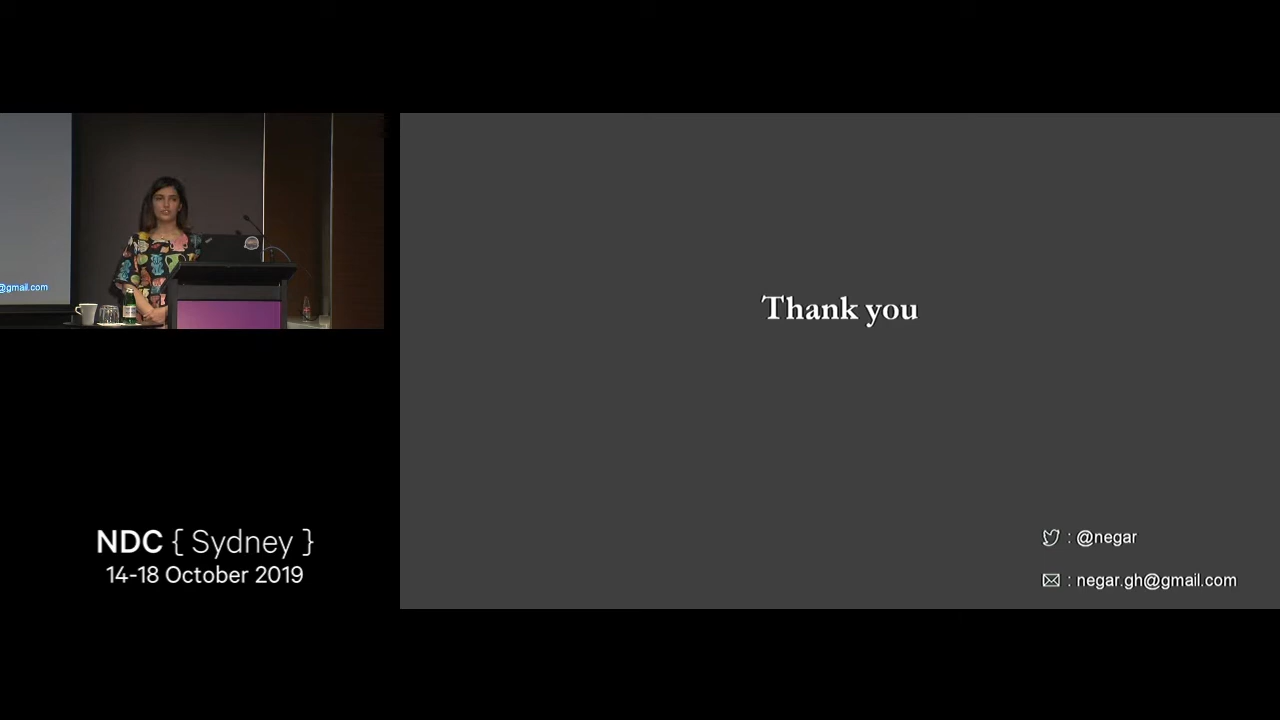 @gmail.com
NDC { Sydney }
14-18 October 2019
Thank you
: @negar
: negar.gh@gmail.com